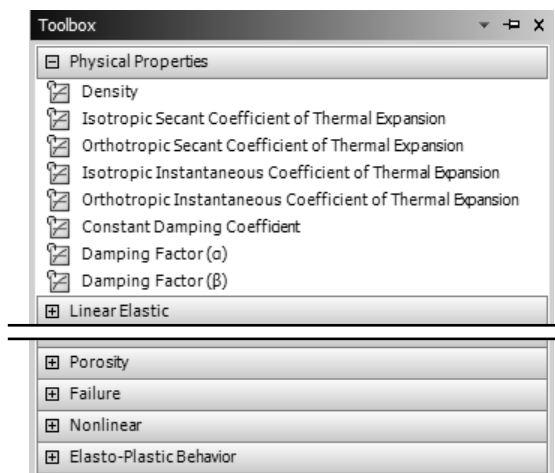 Toolbox
Physical Properties
Density
Isotropic Secant Coefficient of Thermal Expansion
Orthotropic Secant Coefficient of Thermal Expansion
Isotropic Instantaneous Coefficient of Thermal Expansion
Orthotropic Instantaneous Coefficient of Thermal Expansion
Constant Damping Coefficient
Damping Factor (α)
Damping Factor (β)
Linear Elastic
Porosity
Failure
Nonlinear
Elasto-Plastic Behavior